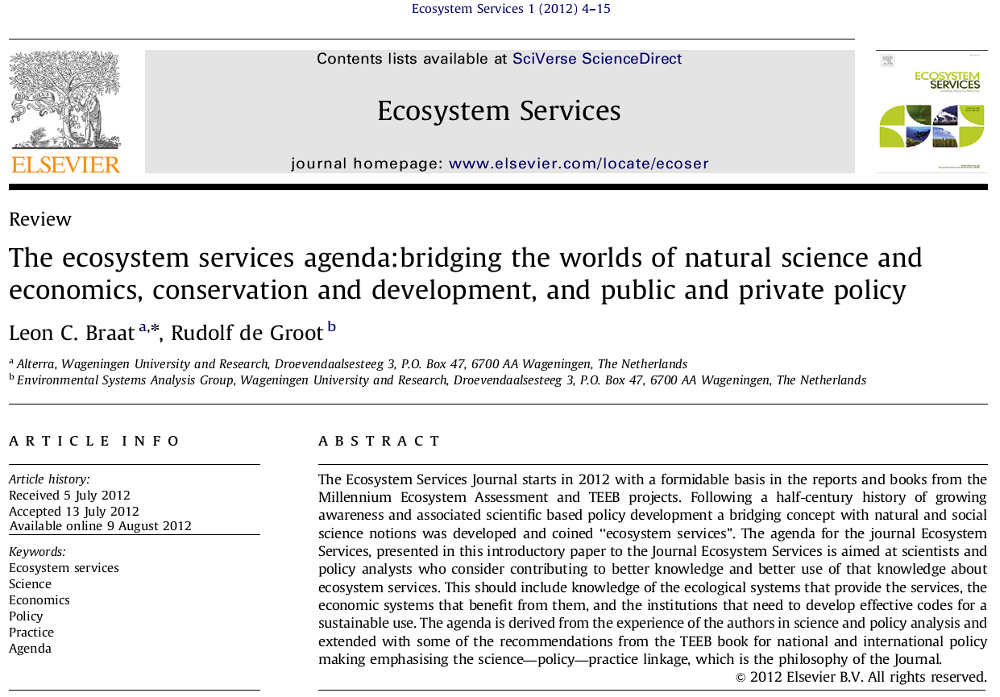 Ecosystem Services 1 (2012) 4–15
Contents lists available at SciVerse ScienceDirect
Ecosystem Services
journal homepage: www.elsevier.com/locate/ecoser
NON SOLUS
ELSEVIER
ECOSYSTEM
SERVICES
SCIENCE, POLICY & PRACTICE
Review
The ecosystem services agenda:bridging the worlds of natural science and
economics, conservation and development, and public and private policy
Leon C. Braat a,*, Rudolf de Groot b
a Alterra, Wageningen University and Research, Droevendaalsesteeg 3, P.O. Box 47, 6700 AA Wageningen, The Netherlands
b Environmental Systems Analysis Group, Wageningen University and Research, Droevendaalsesteeg 3, P.O. Box 47, 6700 AA Wageningen, The Netherlands
ARTICLE INFO
Article history:
Received 5 July 2012
Accepted 13 July 2012
Available online 9 August 2012
Keywords:
Ecosystem services
Science
Economics
Policy
Practice
Agenda
ABSTRACT
The Ecosystem Services Journal starts in 2012 with a formidable basis in the reports and books from the
Millennium Ecosystem Assessment and TEEB projects. Following a half-century history of growing
awareness and associated scientific based policy development a bridging concept with natural and social
science notions was developed and coined ‘‘ecosystem services’’. The agenda for the journal Ecosystem
Services, presented in this introductory paper to the Journal Ecosystem Services is aimed at scientists and
policy analysts who consider contributing to better knowledge and better use of that knowledge about
ecosystem services. This should include knowledge of the ecological systems that provide the services, the
economic systems that benefit from them, and the institutions that need to develop effective codes for a
sustainable use. The agenda is derived from the experience of the authors in science and policy analysis and
extended with some of the recommendations from the TEEB book for national and international policy
making emphasising the science—policy—practice linkage, which is the philosophy of the Journal.
© 2012 Elsevier B.V. All rights reserved.